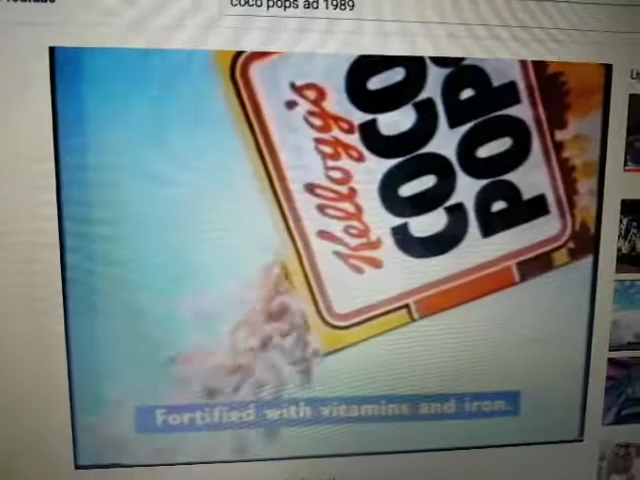 coco pops ad 1989
Kellogg's
COCO
POPS
Fortified with vitamins and iron.